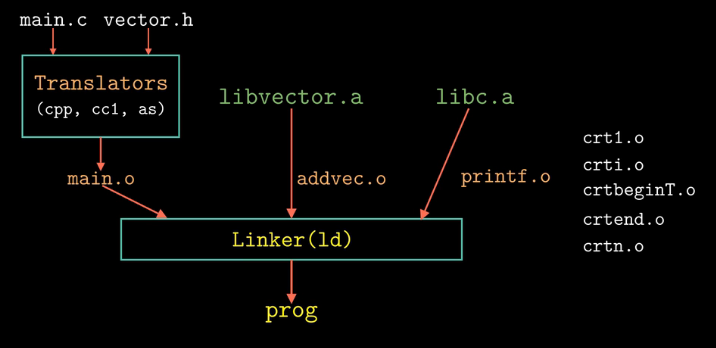 main.c vector.h
Translators
(cpp, cc1, as)
libvector.a
libc.a
main.o
addvec.o
printf.o
crt1.o
crti.o
crtbeginT.o
crtend.o
crtn.o
Linker(ld)
prog